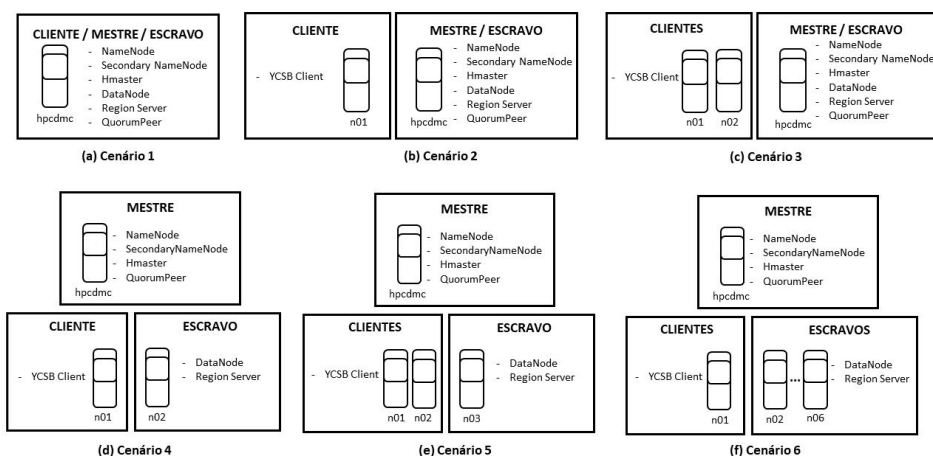 CLIENTE / MESTRE / ESCRAVO
- NameNode
- Secondary NameNode
- Hmaster
- DataNode
- Region Server
- QuorumPeer
hpcdmc
(a) Cenário 1
CLIENTE
- YCSB Client
n01
MESTRE / ESCRAVO
- NameNode
- Secondary NameNode
- Hmaster
- DataNode
- Region Server
- QuorumPeer
hpcdmc
(b) Cenário 2
CLIENTES
- YCSB Client
n01 n02
MESTRE / ESCRAVO
- NameNode
- Secondary NameNode
- Hmaster
- DataNode
- Region Server
- QuorumPeer
hpcdmc
(c) Cenário 3
MESTRE
- NameNode
- SecondaryNameNode
- Hmaster
- QuorumPeer
hpcdmc
CLIENTE
- YCSB Client
n01
ESCRAVO
- DataNode
- Region Server
n02
(d) Cenário 4
MESTRE
- NameNode
- SecondaryNameNode
- Hmaster
- QuorumPeer
hpcdmc
CLIENTES
- YCSB Client
n01 n02
ESCRAVO
- DataNode
- Region Server
n03
(e) Cenário 5
MESTRE
- NameNode
- SecondaryNameNode
- Hmaster
- QuorumPeer
hpcdmc
CLIENTES
- YCSB Client
n01
ESCRAVOS
- DataNode
... - Region Server
n02 n06
(f) Cenário 6